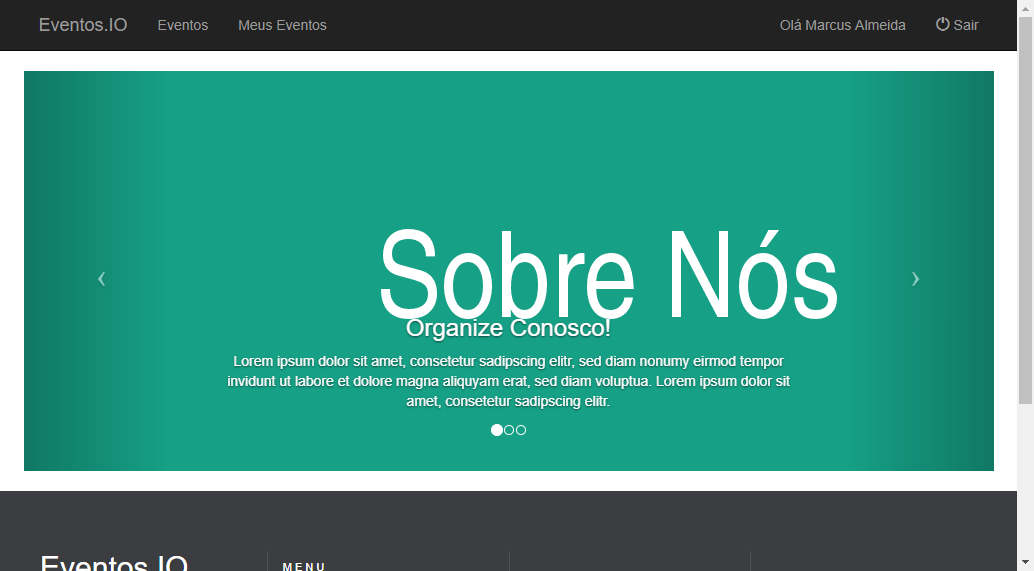 Eventos.IO Eventos Meus Eventos Olá Marcus Almeida Sair
Sobre Nós
Organize Conosco!
Lorem ipsum dolor sit amet, consetetur sadipscing elitr, sed diam nonumy eirmod tempor
invidunt ut labore et dolore magna aliquyam erat, sed diam voluptua. Lorem ipsum dolor sit
amet, consetetur sadipscing elitr.
Eventos.IO MENU